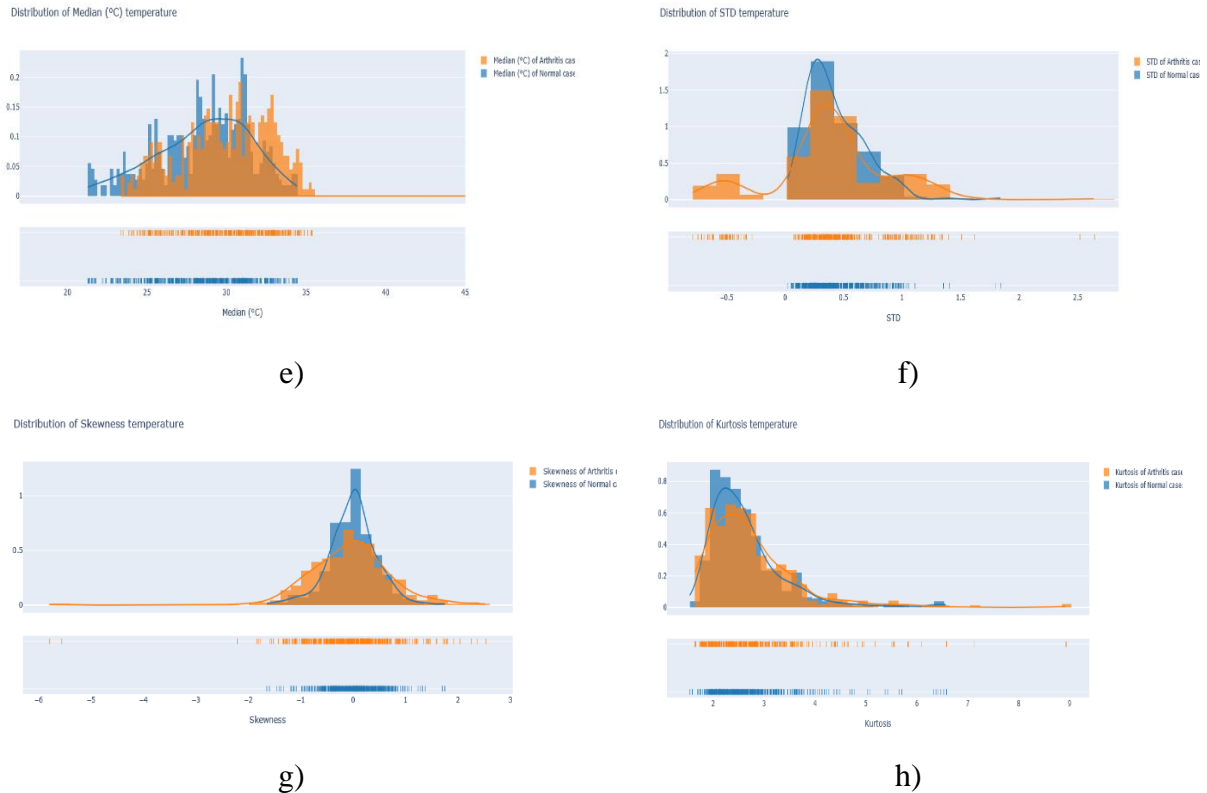 Distribution of Median (ºC) temperature
Median (ºC) of Arthritis cas
Median (ºC) of Normal case
0.2
0.15
0.1
0.05
0
20 25 30 35 40 45
Median (ºC)
e)
Distribution of STD temperature
STD of Arthritis cas
STD of Normal case
2
1.5
1
0.5
0
−0.5 0 0.5 1 1.5 2 2.5
STD
f)
Distribution of Skewness temperature
Skewness of Arthritis c
Skewness of Normal cas
1
0.5
0
−6 −5 −4 −3 −2 −1 0 1 2 3
Skewness
g)
Distribution of Kurtosis temperature
Kurtosis of Arthritis case
Kurtosis of Normal case
0.8
0.6
0.4
0.2
0
2 3 4 5 6 7 8 9
Kurtosis
h)